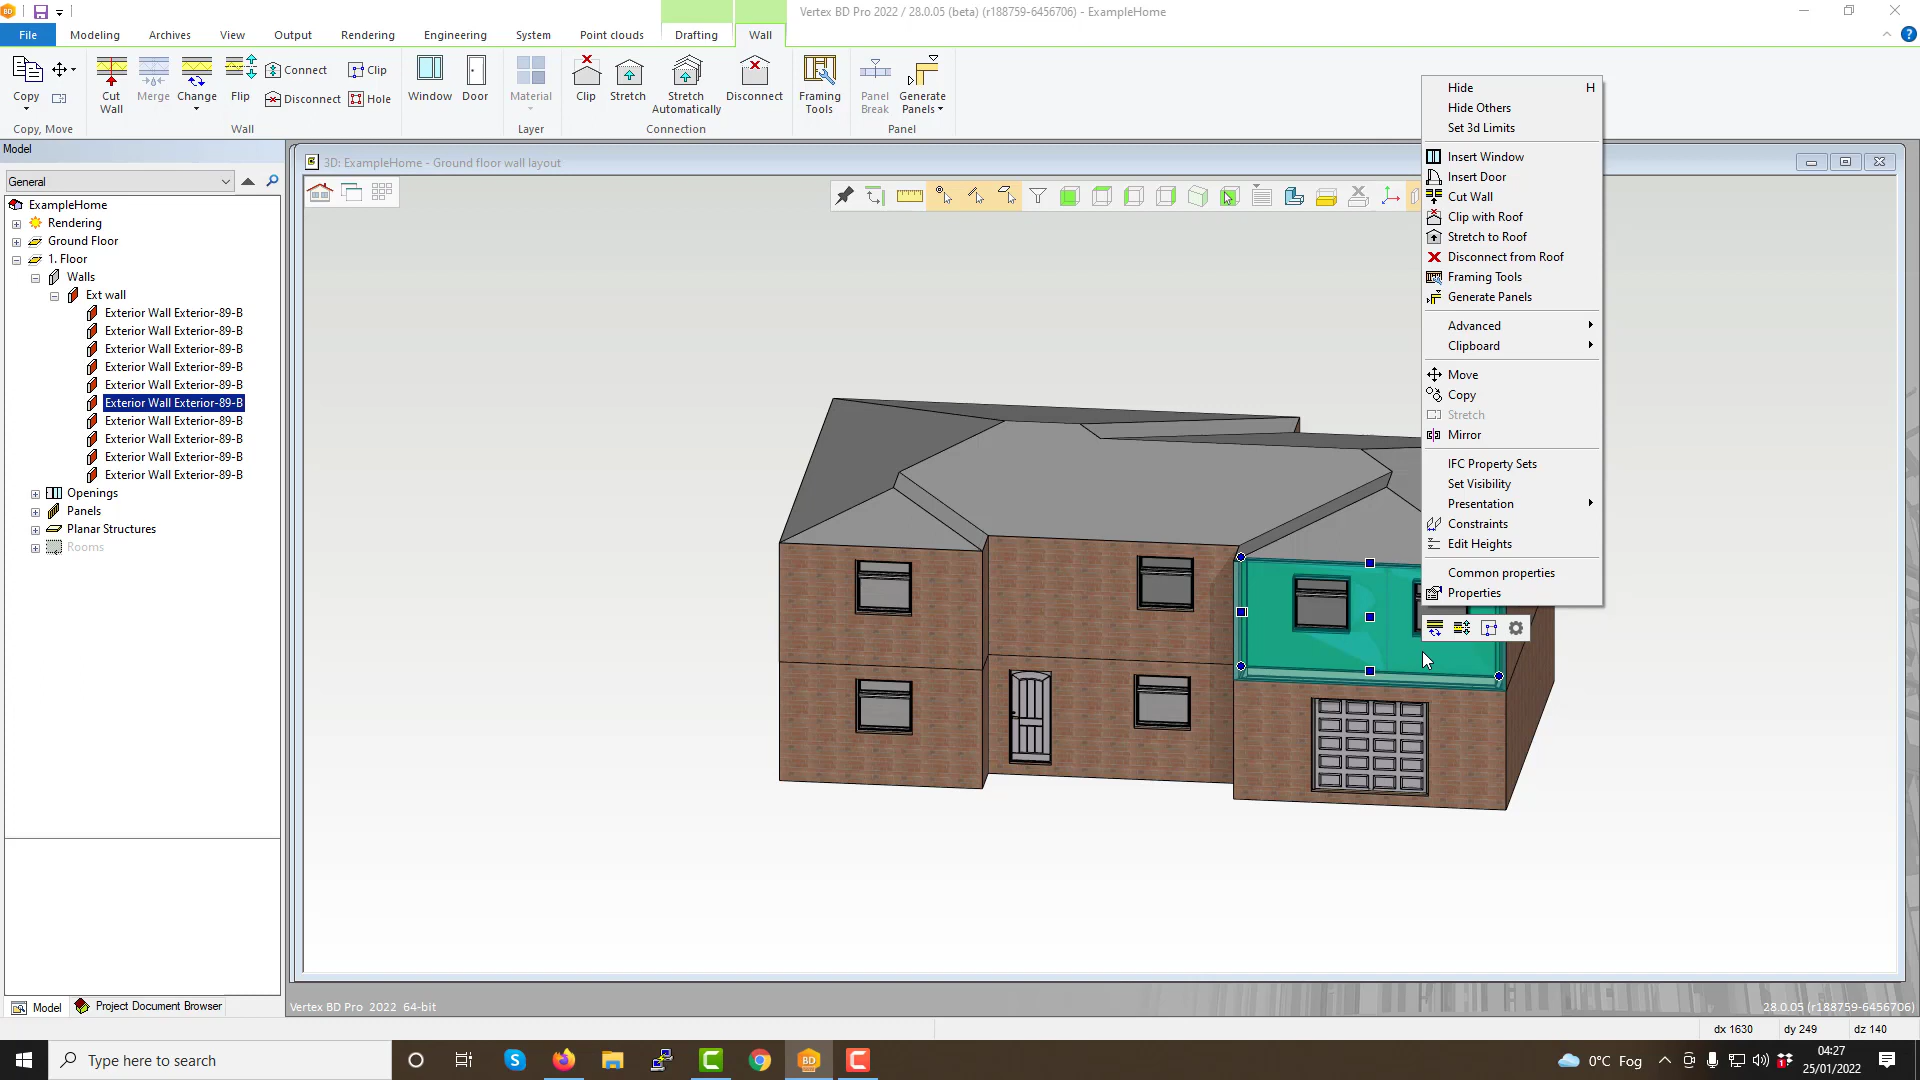 Vertex BD Pro 2022 / 28.0.05 (beta) (r188759-6456706) - ExampleHome
File Modeling Archives View Output Rendering Engineering System Point clouds Drafting Wall
Copy
Cut Wall
Merge
Change
Flip
Connect
Disconnect
Clip
Hole
Window
Door
Material
Clip
Stretch
Stretch Automatically
Disconnect
Framing Tools
Panel Break
Generate Panels
Copy, Move
Wall
Layer
Connection
Panel
Model
General
3D: ExampleHome - Ground floor wall layout
ExampleHome
Rendering
Ground Floor
1. Floor
Walls
Ext wall
Exterior Wall Exterior-89-B
Exterior Wall Exterior-89-B
Exterior Wall Exterior-89-B
Exterior Wall Exterior-89-B
Exterior Wall Exterior-89-B
Exterior Wall Exterior-89-B
Exterior Wall Exterior-89-B
Exterior Wall Exterior-89-B
Exterior Wall Exterior-89-B
Exterior Wall Exterior-89-B
Openings
Panels
Planar Structures
Rooms
Hide H
Hide Others
Set 3d Limits
Insert Window
Insert Door
Cut Wall
Clip with Roof
Stretch to Roof
Disconnect from Roof
Framing Tools
Generate Panels
Advanced
Clipboard
Move
Copy
Stretch
Mirror
IFC Property Sets
Set Visibility
Presentation
Constraints
Edit Heights
Common properties
Properties
Model Project Document Browser
Vertex BD Pro 2022 64-bit
28.0.05 (r188759-6456706)
dx 1630 dy 249 dz 140
Type here to search
0°C Fog
04:27
25/01/2022